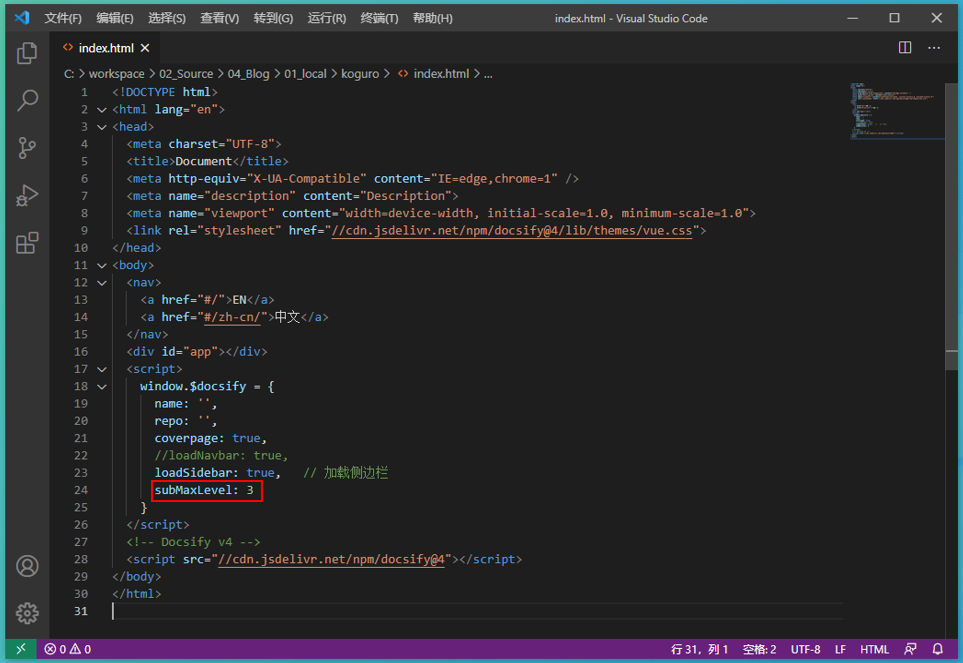 文件(F) 编辑(E) 选择(S) 查看(V) 转到(G) 运行(R) 终端(T) 帮助(H) index.html - Visual Studio Code
index.html
C: > workspace > 02_Source > 04_Blog > 01_local > koguro > index.html > ...
1 <!DOCTYPE html>
2 <html lang="en">
3 <head>
4 <meta charset="UTF-8">
5 <title>Document</title>
6 <meta http-equiv="X-UA-Compatible" content="IE=edge,chrome=1" />
7 <meta name="description" content="Description">
8 <meta name="viewport" content="width=device-width, initial-scale=1.0, minimum-scale=1.0">
9 <link rel="stylesheet" href="//cdn.jsdelivr.net/npm/docsify@4/lib/themes/vue.css">
10 </head>
11 <body>
12 <nav>
13 <a href="#/">EN</a>
14 <a href="#/zh-cn/">中文</a>
15 </nav>
16 <div id="app"></div>
17 <script>
18 window.$docsify = {
19 name: '',
20 repo: '',
21 coverpage: true,
22 //loadNavbar: true,
23 loadSidebar: true, // 加载侧边栏
24 subMaxLevel: 3
25 }
26 </script>
27 <!-- Docsify v4 -->
28 <script src="//cdn.jsdelivr.net/npm/docsify@4"></script>
29 </body>
30 </html>
31
0 0 行 31，列 1 空格: 2 UTF-8 LF HTML